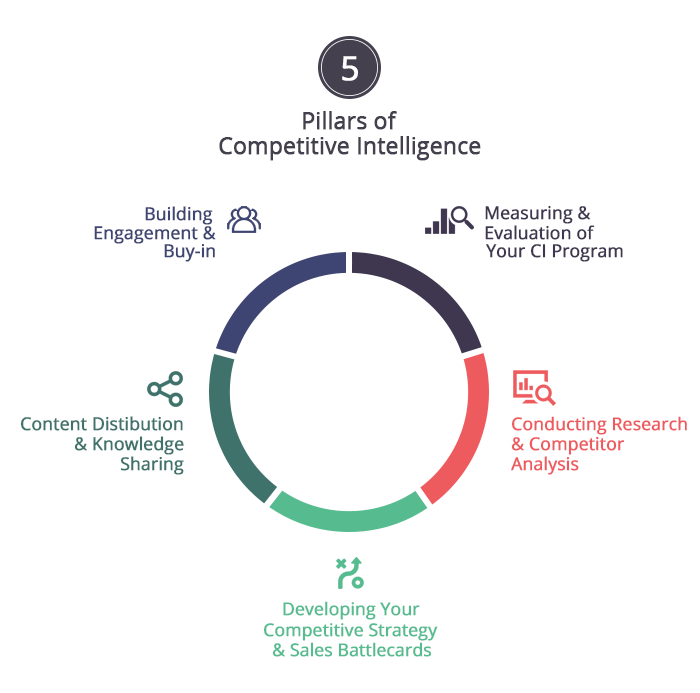 5
Pillars of
Competitive Intelligence
Building
Engagement &
Buy-in
Measuring &
Evaluation of
Your CI Program
Content Distibution
& Knowledge
Sharing
Conducting Research
& Competitor
Analysis
Developing Your
Competitive Strategy
& Sales Battlecards